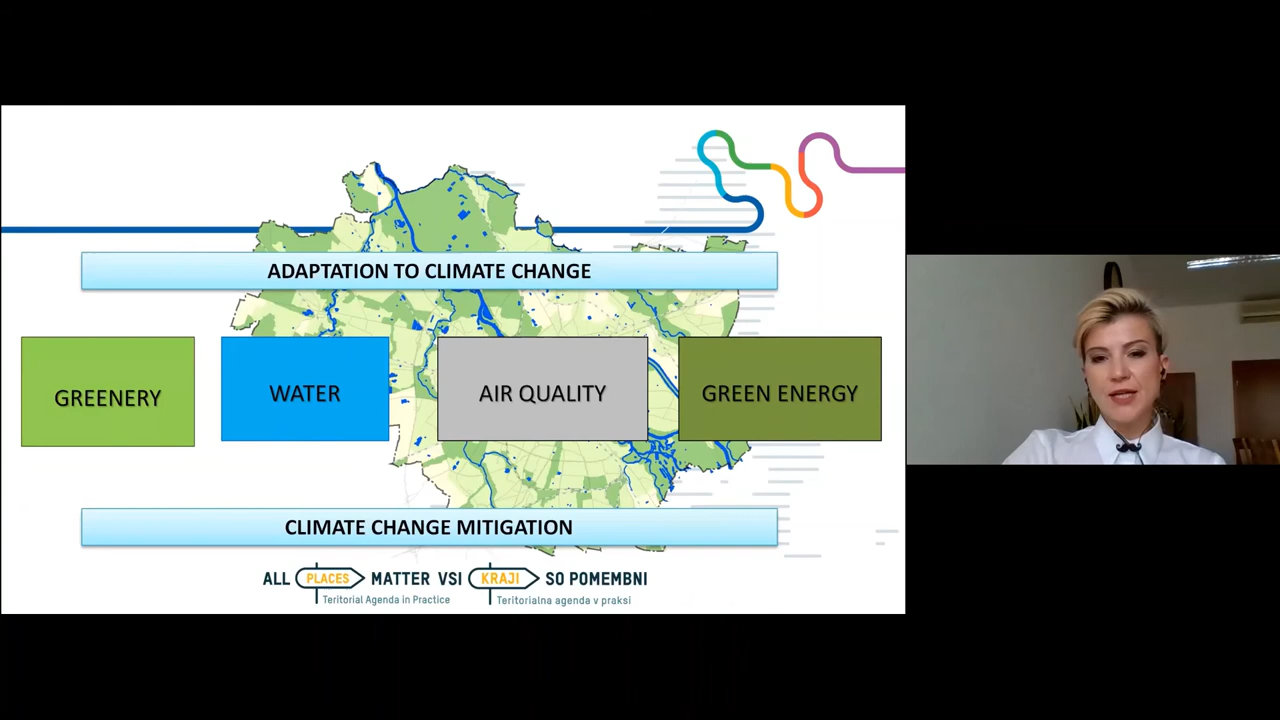 ADAPTATION TO CLIMATE CHANGE
GREENERY
WATER
AIR QUALITY
GREEN ENERGY
CLIMATE CHANGE MITIGATION
ALL PLACES MATTER VSI KRAJI SO POMEMBNI
Teritorial Agenda in Practice
Teritorialna agenda v praksi